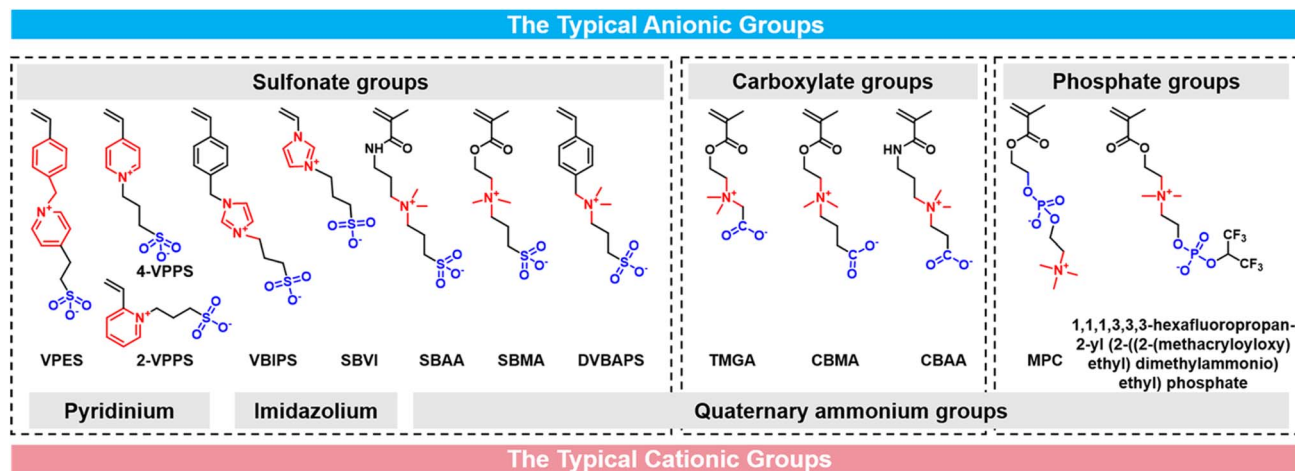 The Typical Anionic Groups
Sulfonate groups
Carboxylate groups
Phosphate groups
4-VPPS
VPES
2-VPPS
VBIPS
SBVI
SBAA
SBMA
DVBAPS
TMGA
CBMA
CBAA
MPC
1,1,1,3,3,3-hexafluoropropan-
2-yl (2-((2-(methacryloyloxy)
ethyl) dimethylammonio)
ethyl) phosphate
Pyridinium
Imidazolium
Quaternary ammonium groups
The Typical Cationic Groups